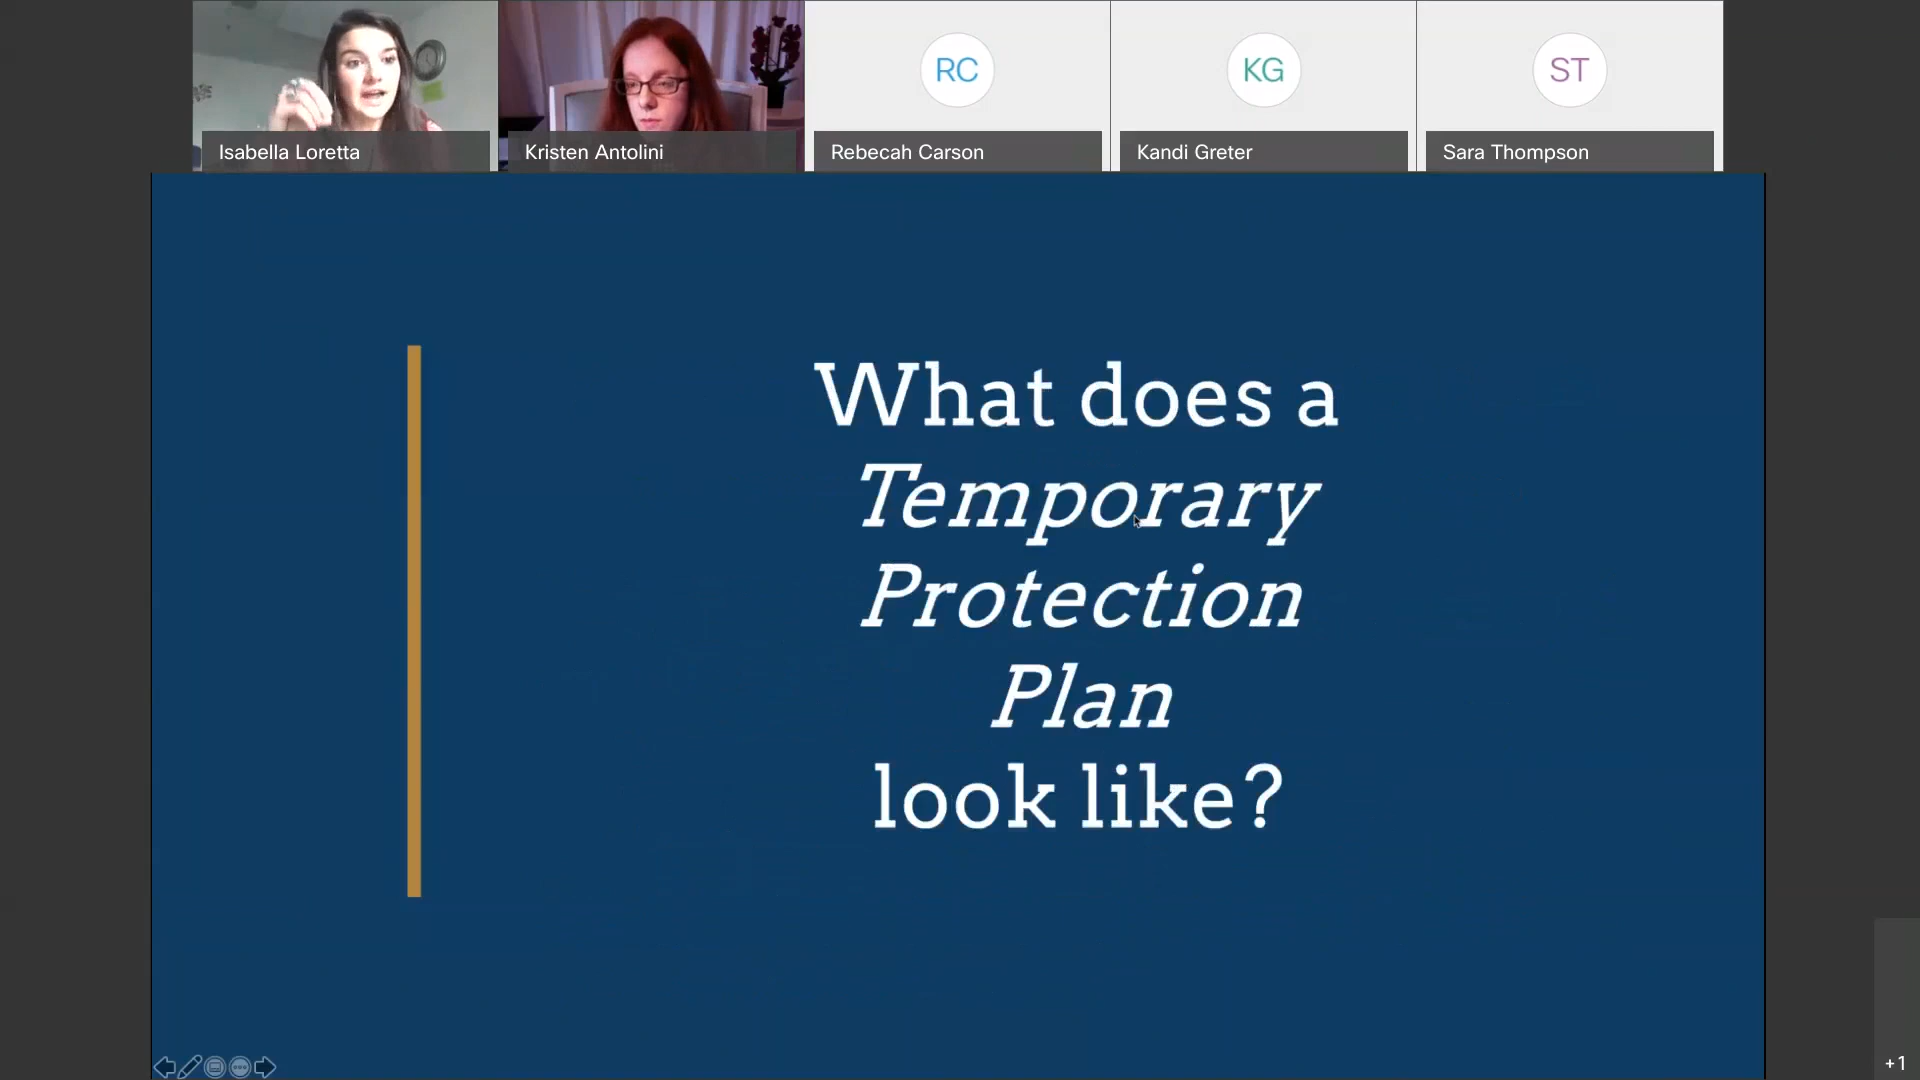 Isabella Loretta
Kristen Antolini
RC
Rebecah Carson
KG
Kandi Greter
ST
Sara Thompson
What does a
Temporary
Protection
Plan
look like?
+1